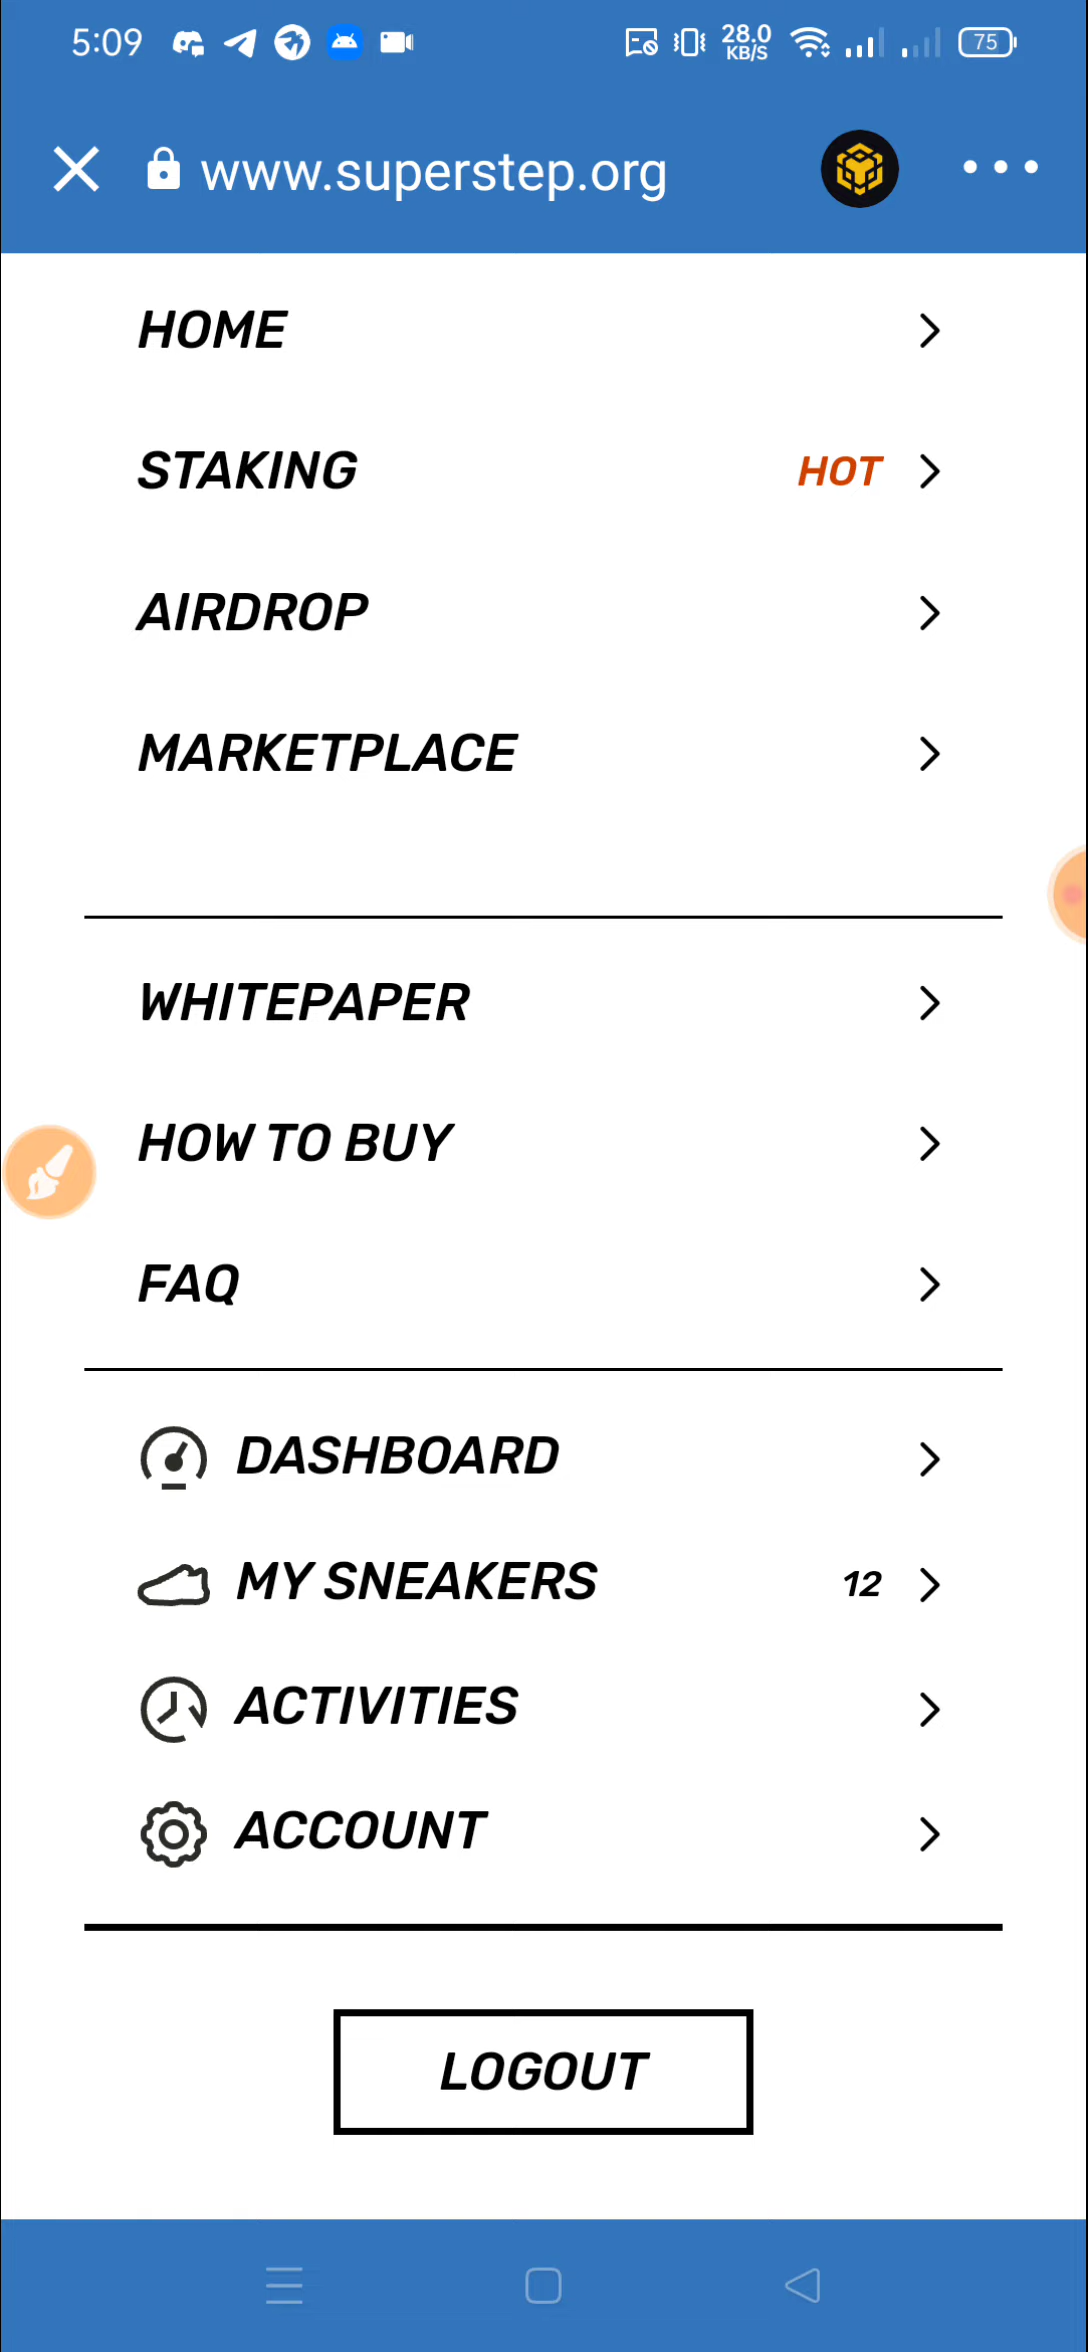 5:09
28.0
KB/S
75
www.superstep.org
HOME
STAKING HOT
AIRDROP
MARKETPLACE
WHITEPAPER
HOW TO BUY
FAQ
DASHBOARD
MY SNEAKERS 12
ACTIVITIES
ACCOUNT
LOGOUT